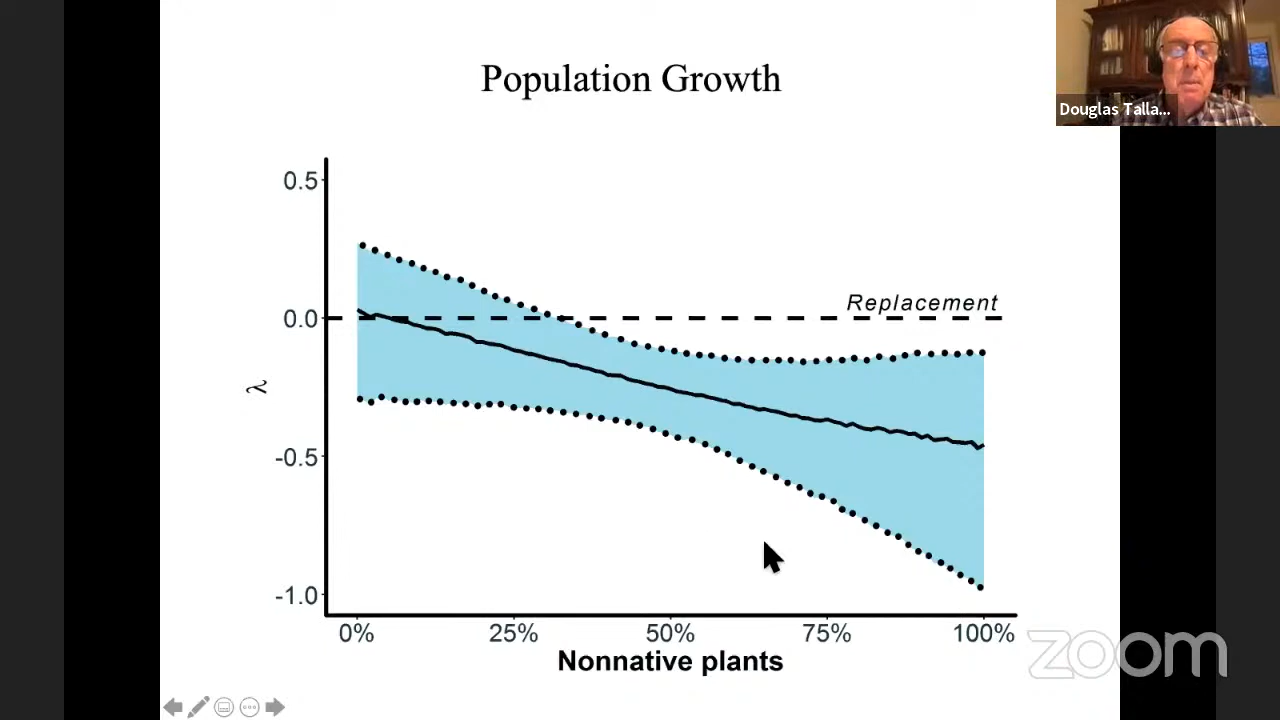 Population Growth
Douglas Talla...
0.5
Replacement
0.0
λ
-0.5
-1.0
0% 25% 50% 75% 100%
Nonnative plants
zoom